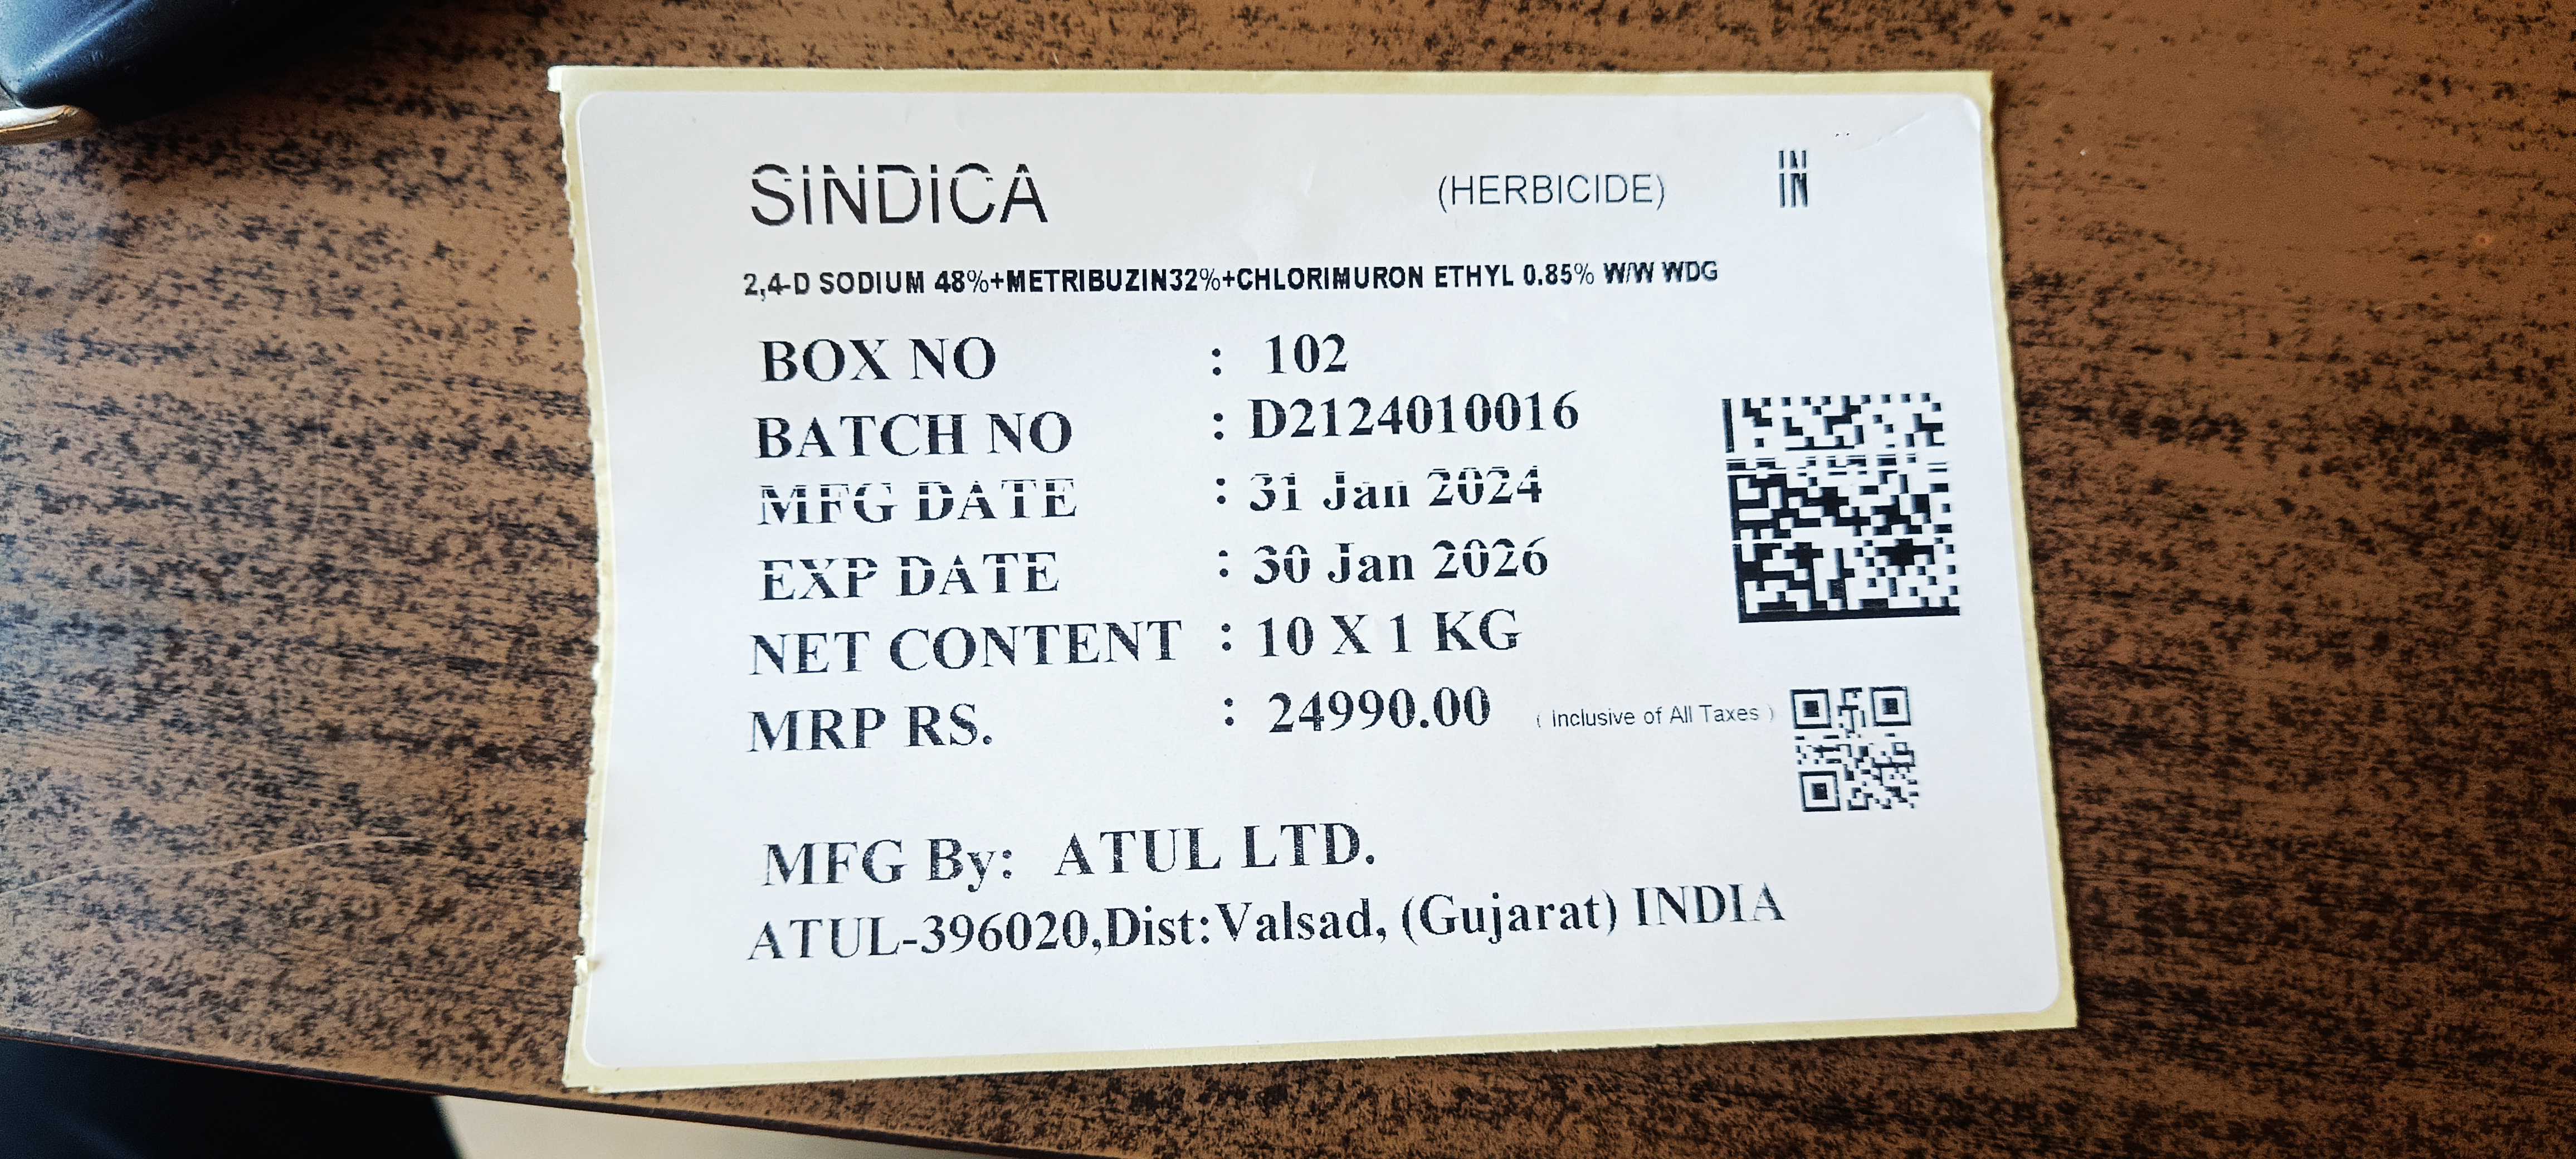 SiNDiCA (HERBICIDE) IN
2,4-D SODIUM 48%+METRIBUZIN32%+CHLORIMURON ETHYL 0.85% W/W WDG
BOX NO : 102
BATCH NO : D2124010016
MFG DATE : 31 Jan 2024
EXP DATE : 30 Jan 2026
NET CONTENT : 10 X 1 KG
MRP RS. : 24990.00 ( Inclusive of All Taxes )
MFG By: ATUL LTD.
ATUL-396020,Dist:Valsad, (Gujarat) INDIA